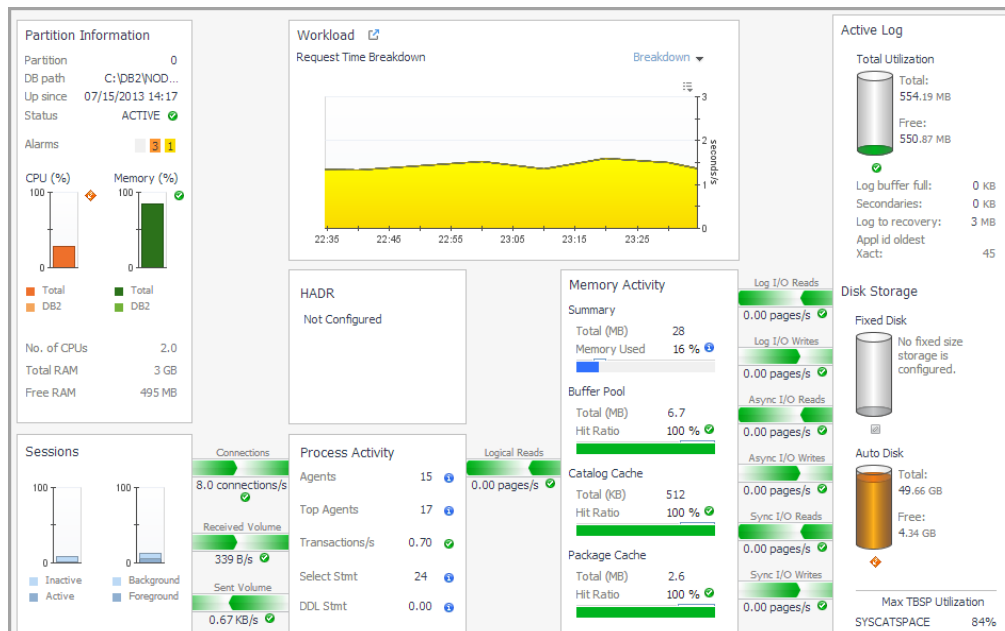 Partition Information
Partition 0
DB path C:\DB2\NOD...
Up since 07/15/2013 14:17
Status ACTIVE
Alarms 3 1
CPU (%) Memory (%)
100 100
0 0
Total Total
DB2 DB2
No. of CPUs 2.0
Total RAM 3 GB
Free RAM 495 MB
Workload
Request Time Breakdown Breakdown
3
2
1
0
seconds/s
22:35 22:45 22:55 23:05 23:15 23:25
HADR
Not Configured
Sessions
100 100
0 0
Inactive Background
Active Foreground
Connections
8.0 connections/s
Received Volume
339 B/s
Sent Volume
0.67 KB/s
Process Activity
Agents 15
Top Agents 17
Transactions/s 0.70
Select Stmt 24
DDL Stmt 0.00
Logical Reads
0.00 pages/s
Memory Activity
Summary
Total (MB) 28
Memory Used 16 %
Buffer Pool
Total (MB) 6.7
Hit Ratio 100 %
Catalog Cache
Total (KB) 512
Hit Ratio 100 %
Package Cache
Total (MB) 2.6
Hit Ratio 100 %
Log I/O Reads
0.00 pages/s
Log I/O Writes
0.00 pages/s
Async I/O Reads
0.00 pages/s
Async I/O Writes
0.00 pages/s
Sync I/O Reads
0.00 pages/s
Sync I/O Writes
0.00 pages/s
Active Log
Total Utilization
Total:
554.19 MB
Free:
550.87 MB
Log buffer full: 0 KB
Secondaries: 0 KB
Log to recovery: 3 MB
Appl id oldest
Xact: 45
Disk Storage
Fixed Disk
No fixed size
storage is
configured.
Auto Disk
Total:
49.66 GB
Free:
4.34 GB
Max TBSP Utilization
SYSCATSPACE 84%